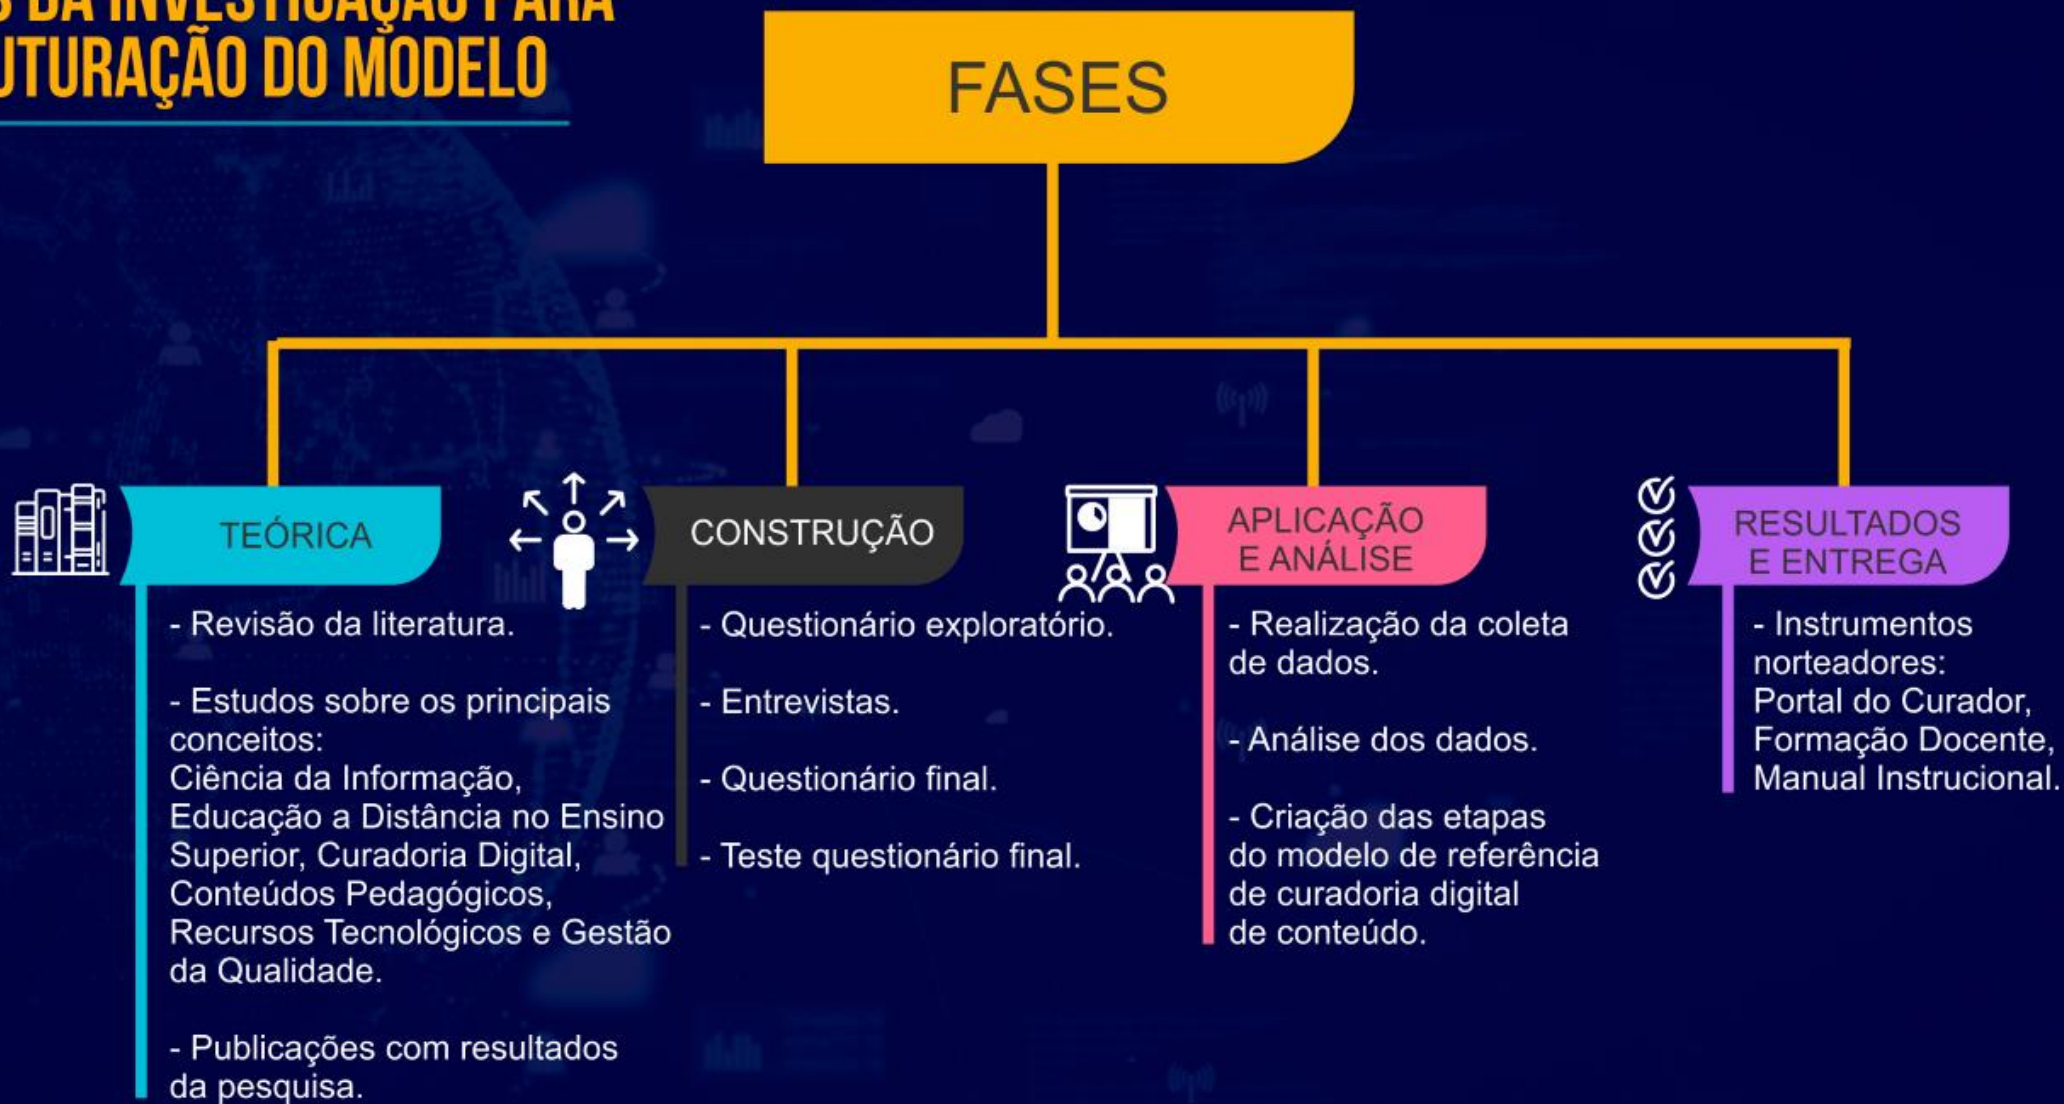 DA INVESTIGAÇÃO PARA
DO MODELO
FASES
TEÓRICA
- Revisão da literatura.
- Estudos sobre os principais
conceitos:
Ciência da Informação,
Educação a Distância no Ensino
Superior, Curadoria Digital,
Conteúdos Pedagógicos,
Recursos Tecnológicos e Gestão
da Qualidade.
- Publicações com resultados
da pesquisa.
CONSTRUÇÃO
- Questionário exploratório.
- Entrevistas.
- Questionário final.
- Teste questionário final.
APLICAÇÃO
E ANÁLISE
- Realização da coleta
de dados.
- Análise dos dados.
- Criação das etapas
do modelo de referência
de curadoria digital
de conteúdo.
RESULTADOS
E ENTREGA
- Instrumentos
norteadores:
Portal do Curador,
Formação Docente,
Manual Instrucional.